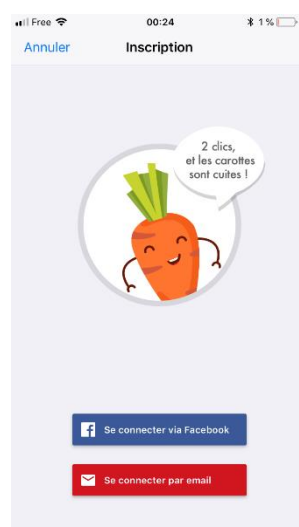 Free 00:24 1 %
Annuler Inscription
2 clics,
et les carottes
sont cuites !
Se connecter via Facebook
Se connecter par email